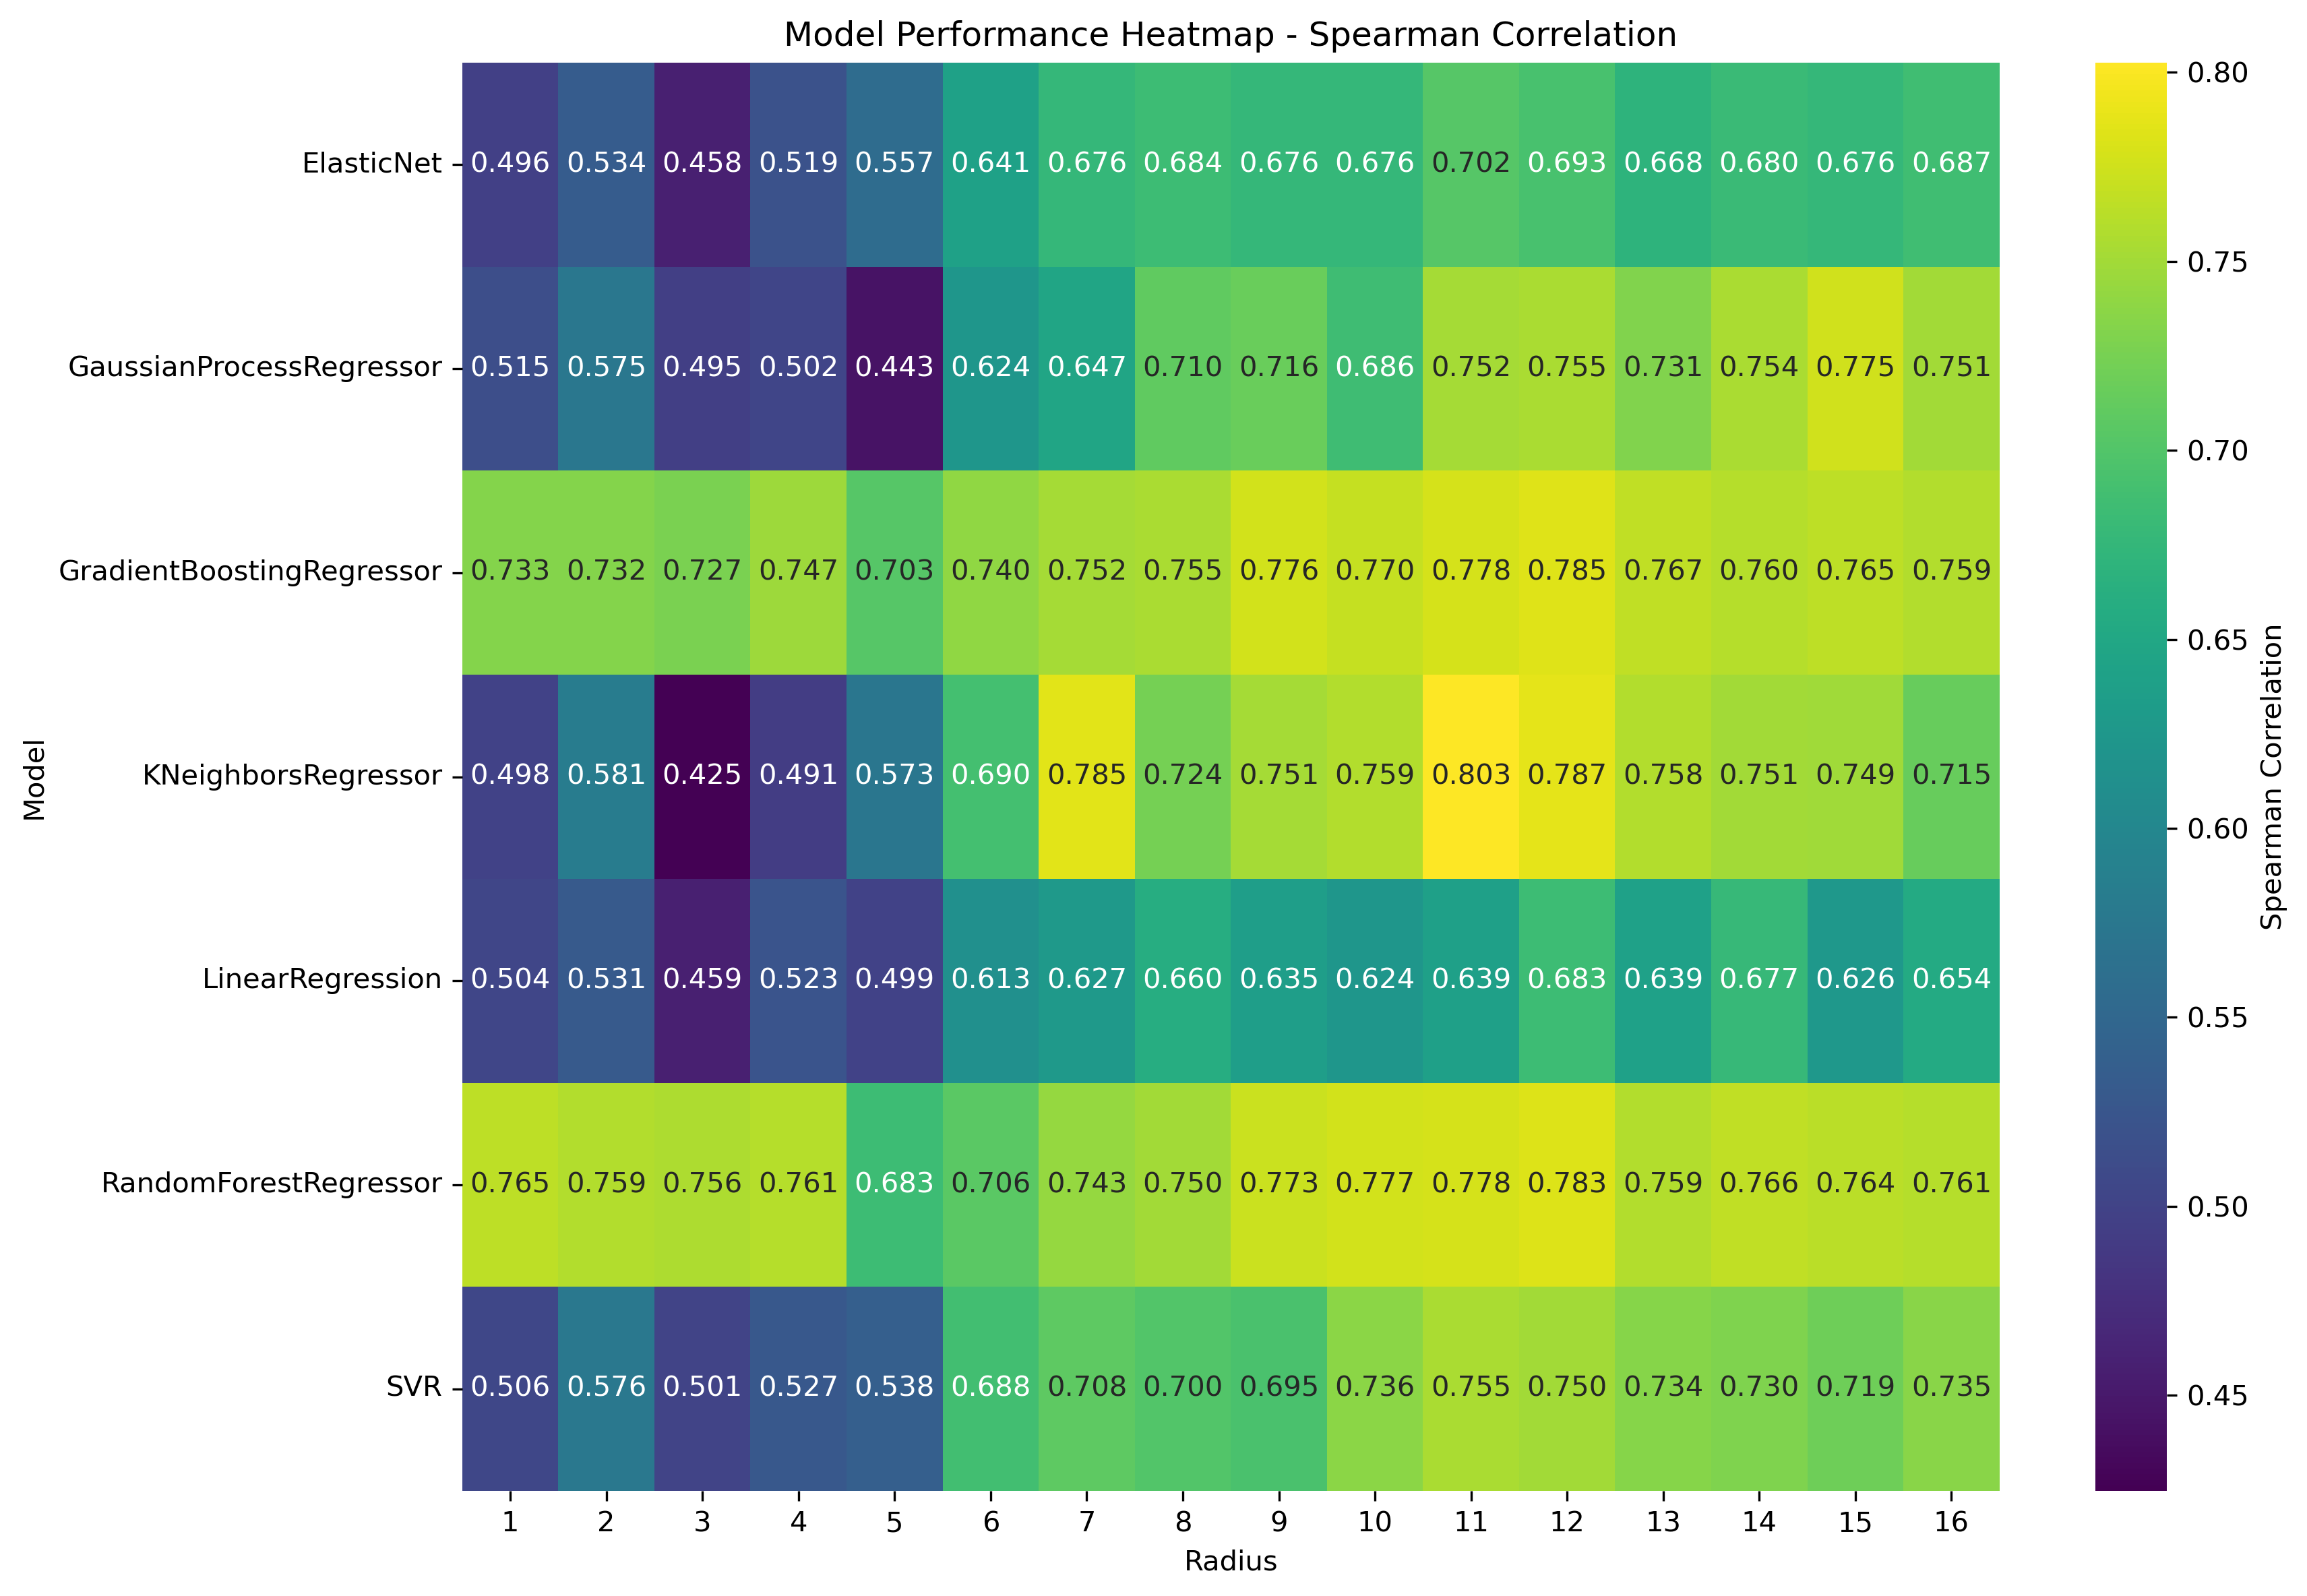 Model Performance Heatmap - Spearman Correlation
ElasticNet 0.496 0.534 0.458 0.519 0.557 0.641 0.676 0.684 0.676 0.676 0.702 0.693 0.668 0.680 0.676 0.687
GaussianProcessRegressor 0.515 0.575 0.495 0.502 0.443 0.624 0.647 0.710 0.716 0.686 0.752 0.755 0.731 0.754 0.775 0.751
GradientBoostingRegressor 0.733 0.732 0.727 0.747 0.703 0.740 0.752 0.755 0.776 0.770 0.778 0.785 0.767 0.760 0.765 0.759
KNeighborsRegressor 0.498 0.581 0.425 0.491 0.573 0.690 0.785 0.724 0.751 0.759 0.803 0.787 0.758 0.751 0.749 0.715
LinearRegression 0.504 0.531 0.459 0.523 0.499 0.613 0.627 0.660 0.635 0.624 0.639 0.683 0.639 0.677 0.626 0.654
RandomForestRegressor 0.765 0.759 0.756 0.761 0.683 0.706 0.743 0.750 0.773 0.777 0.778 0.783 0.759 0.766 0.764 0.761
SVR 0.506 0.576 0.501 0.527 0.538 0.688 0.708 0.700 0.695 0.736 0.755 0.750 0.734 0.730 0.719 0.735
1 2 3 4 5 6 7 8 9 10 11 12 13 14 15 16
Radius
Model
0.80
0.75
0.70
0.65
0.60
0.55
0.50
0.45
Spearman Correlation